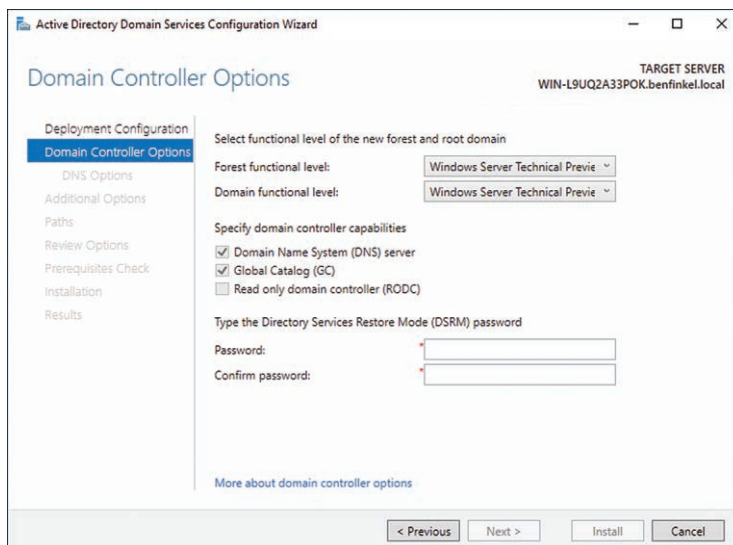 Active Directory Domain Services Configuration Wizard
Domain Controller Options
TARGET SERVER
WIN-L9UQ2A33POK.benfinkel.local
Deployment Configuration
Domain Controller Options
DNS Options
Additional Options
Paths
Review Options
Prerequisites Check
Installation
Results
Select functional level of the new forest and root domain
Forest functional level: Windows Server Technical Previe
Domain functional level: Windows Server Technical Previe
Specify domain controller capabilities
Domain Name System (DNS) server
Global Catalog (GC)
Read only domain controller (RODC)
Type the Directory Services Restore Mode (DSRM) password
Password: *
Confirm password: *
More about domain controller options
< Previous Next > Install Cancel